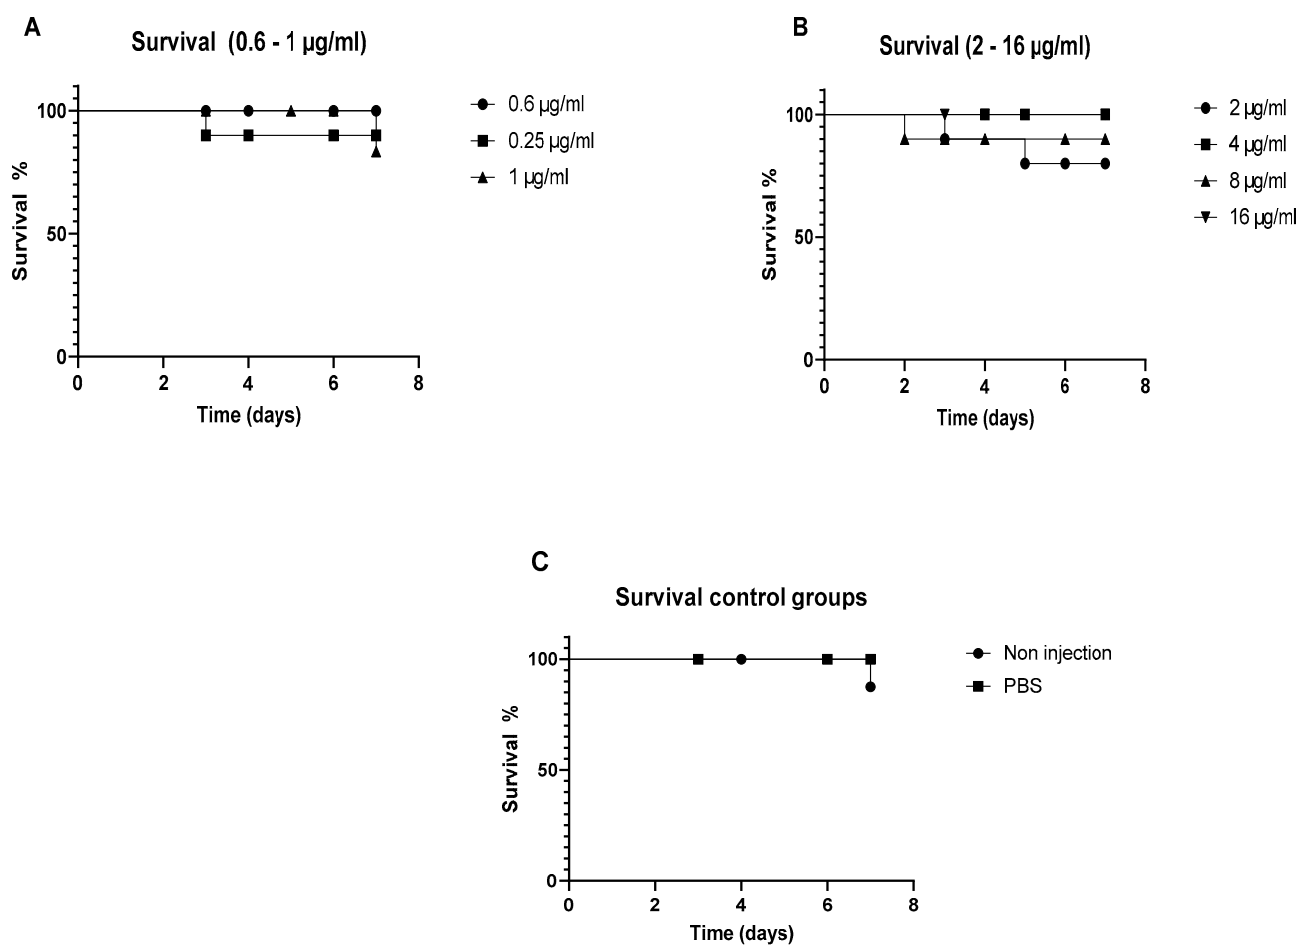 A
Survival (0.6 - 1 µg/ml)
100
50
0
Survival %
0 2 4 6 8
Time (days)
0.6 µg/ml
0.25 µg/ml
1 µg/ml
B
Survival (2 - 16 µg/ml)
100
50
0
Survival %
0 2 4 6 8
Time (days)
2 µg/ml
4 µg/ml
8 µg/ml
16 µg/ml
C
Survival control groups
100
50
0
Survival %
0 2 4 6 8
Time (days)
Non injection
PBS